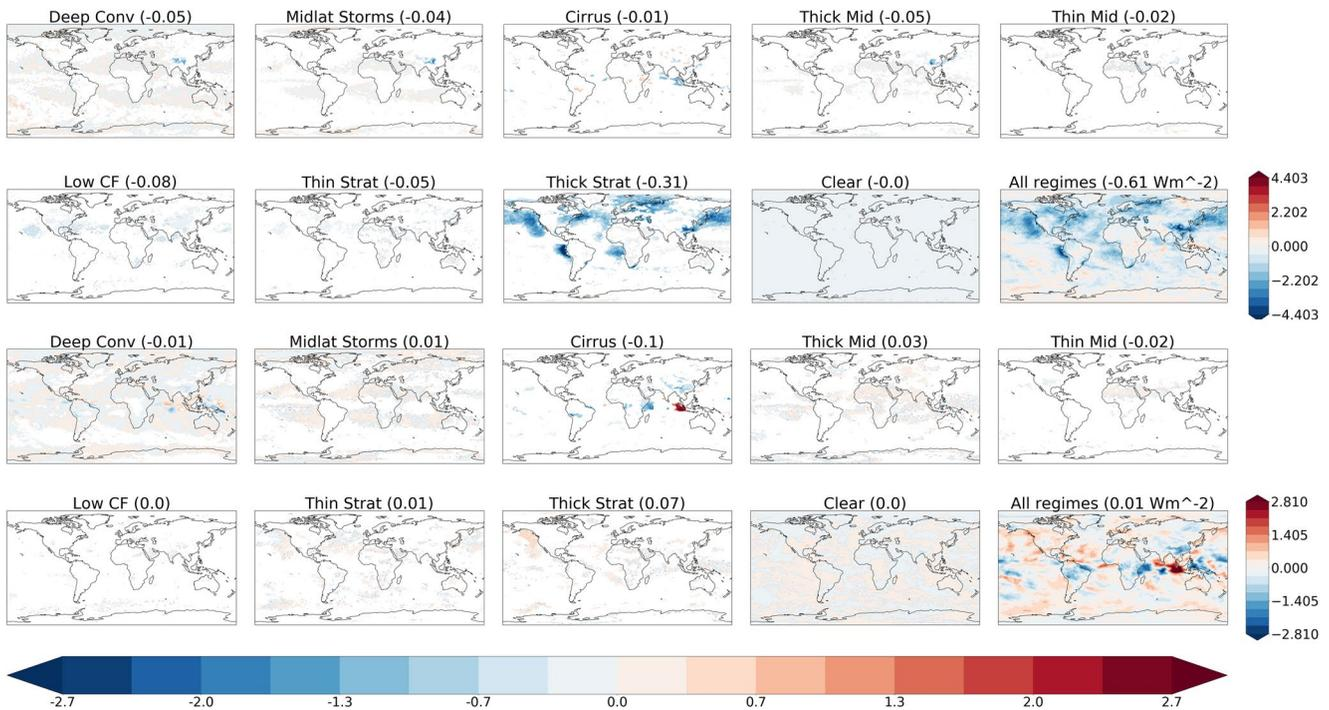 Deep Conv (-0.05) Midlat Storms (-0.04) Cirrus (-0.01) Thick Mid (-0.05) Thin Mid (-0.02)
Low CF (-0.08) Thin Strat (-0.05) Thick Strat (-0.31) Clear (-0.0) All regimes (-0.61 Wm^-2)
4.403
2.202
0.000
−2.202
−4.403
Deep Conv (-0.01) Midlat Storms (0.01) Cirrus (-0.1) Thick Mid (0.03) Thin Mid (-0.02)
Low CF (0.0) Thin Strat (0.01) Thick Strat (0.07) Clear (0.0) All regimes (0.01 Wm^-2)
2.810
1.405
0.000
−1.405
−2.810
-2.7 -2.0 -1.3 -0.7 0.0 0.7 1.3 2.0 2.7